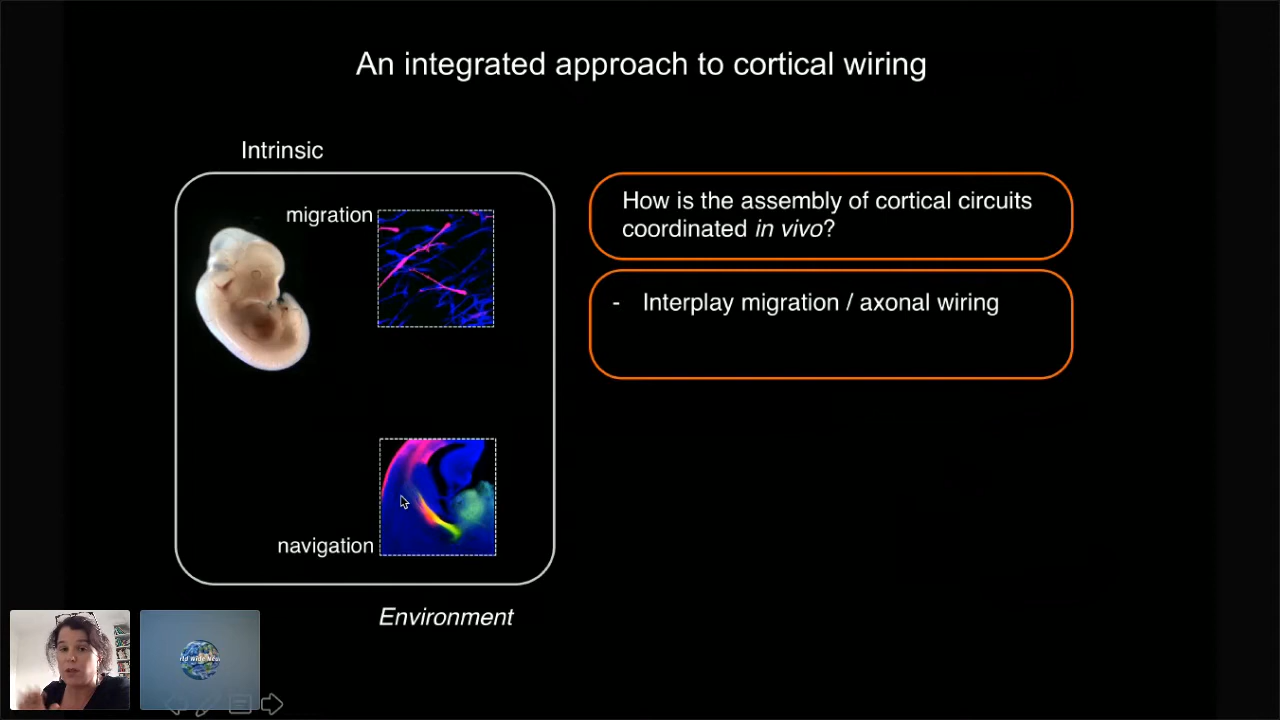 An integrated approach to cortical wiring
Intrinsic
migration
navigation
Environment
How is the assembly of cortical circuits
coordinated in vivo?
- Interplay migration / axonal wiring